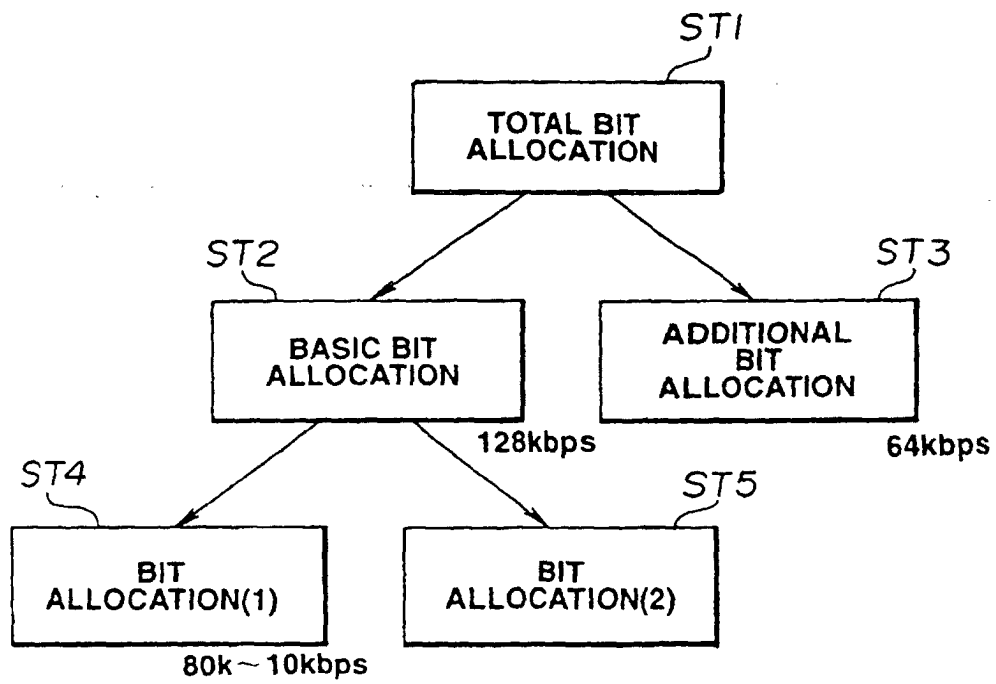 ST1
TOTAL BIT
ALLOCATION
ST2
ST3
BASIC BIT
ALLOCATION
ADDITIONAL
BIT
ALLOCATION
128kbps
64kbps
ST4
ST5
BIT
ALLOCATION(1)
BIT
ALLOCATION(2)
80k~10kbps